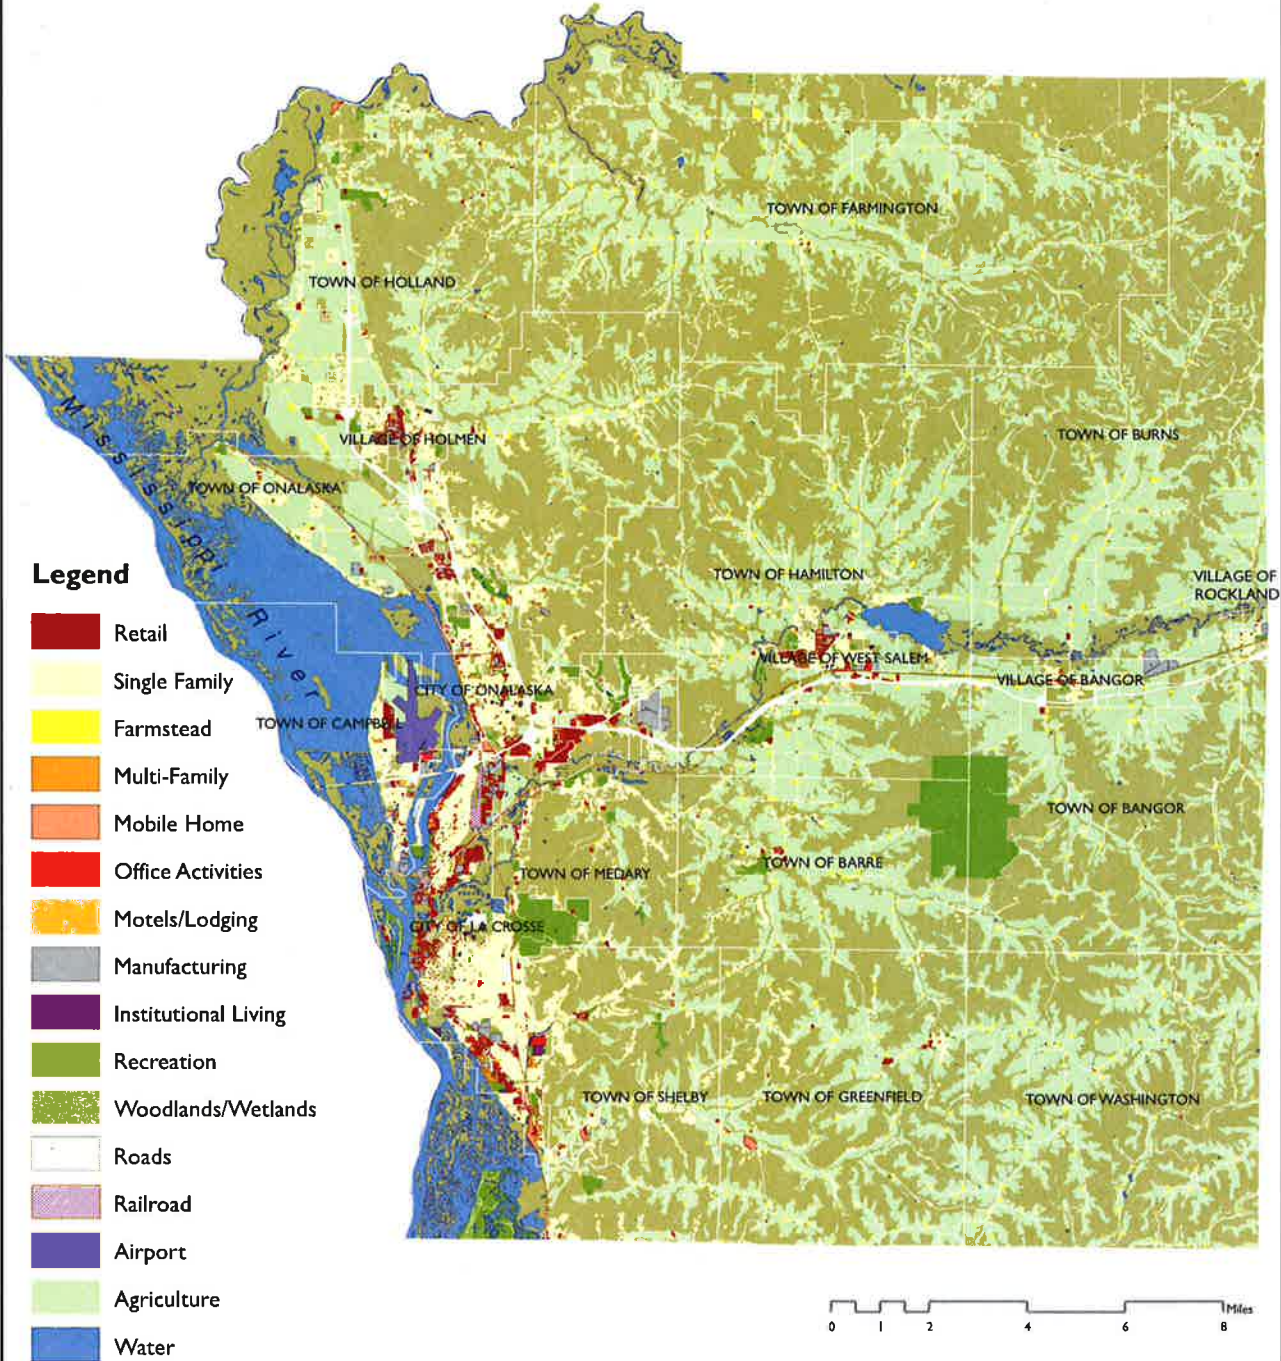 TOWN OF FARMINGTON
TOWN OF HOLLAND
Mississippi River
VILLAGE OF HOLMEN
TOWN OF BURNS
TOWN OF ONALASKA
TOWN OF HAMILTON
VILLAGE OF
ROCKLAND
VILLAGE OF WEST SALEM
VILLAGE OF BANGOR
CITY OF ONALASKA
TOWN OF CAMPBELL
TOWN OF BANGOR
TOWN OF BARRE
TOWN OF MEDARY
CITY OF LA CROSSE
TOWN OF SHELBY
TOWN OF GREENFIELD
TOWN OF WASHINGTON
Legend
Retail
Single Family
Farmstead
Multi-Family
Mobile Home
Office Activities
Motels/Lodging
Manufacturing
Institutional Living
Recreation
Woodlands/Wetlands
Roads
Railroad
Airport
Agriculture
Water
Miles
0 1 2 4 6 8